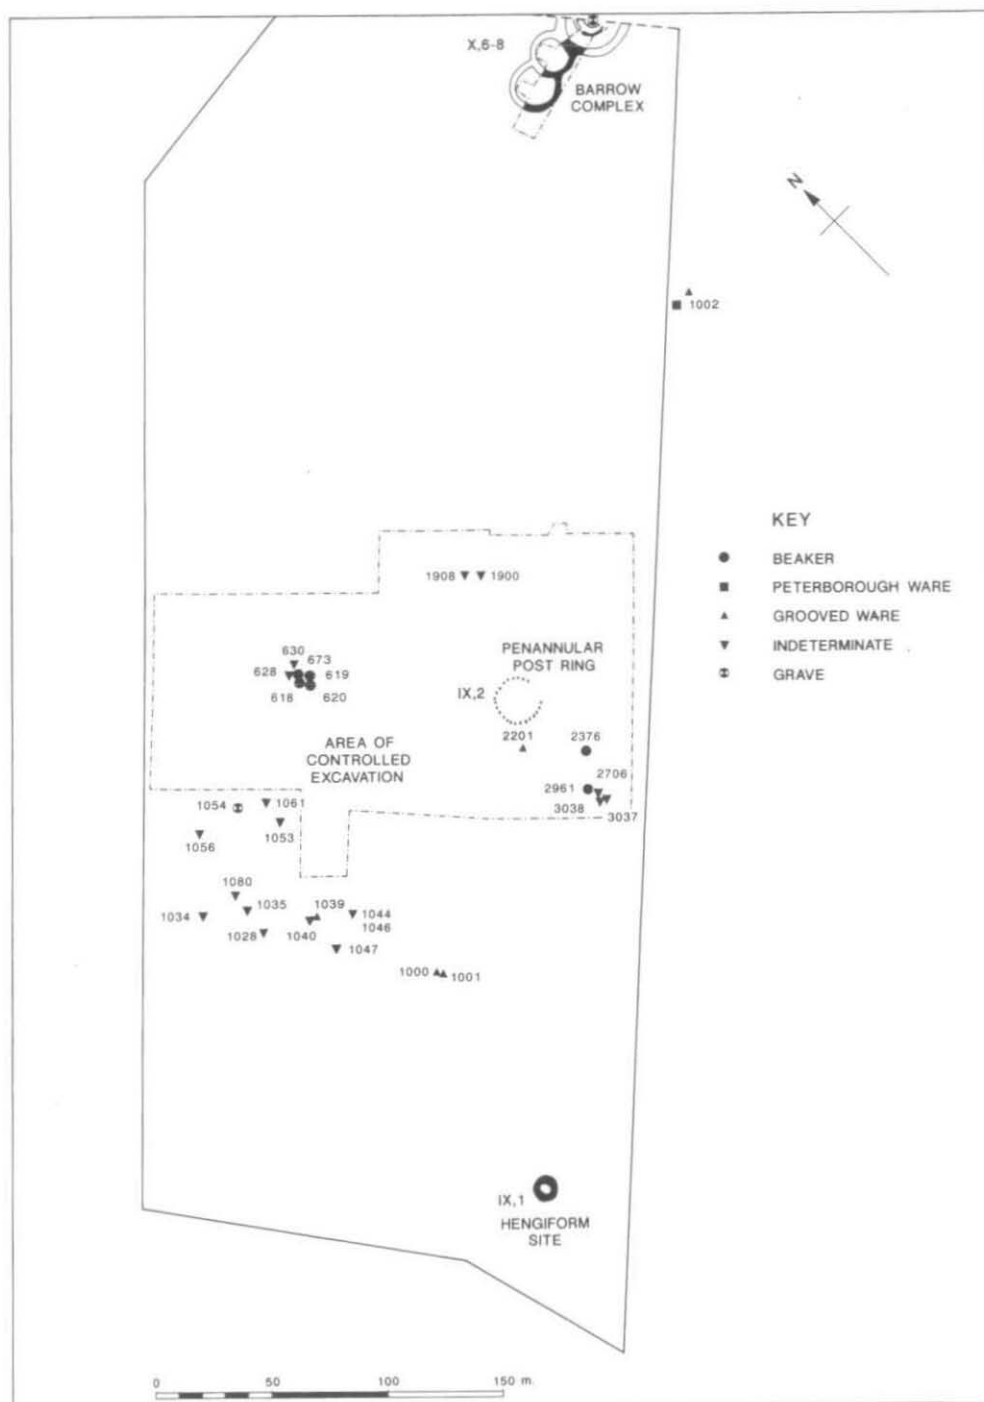 X,6-8
BARROW
COMPLEX
N
1002
KEY
BEAKER
PETERBOROUGH WARE
GROOVED WARE
INDETERMINATE
GRAVE
1908
1900
630
673
628
619
618
620
PENANNULAR
POST RING
IX,2
2201
2376
AREA OF
CONTROLLED
EXCAVATION
2706
2961
3038
3037
1054
1061
1053
1056
1080
1034
1035
1039
1044
1046
1028
1040
1047
1000
1001
IX,1
HENGIFORM
SITE
0
50
100
150 m.